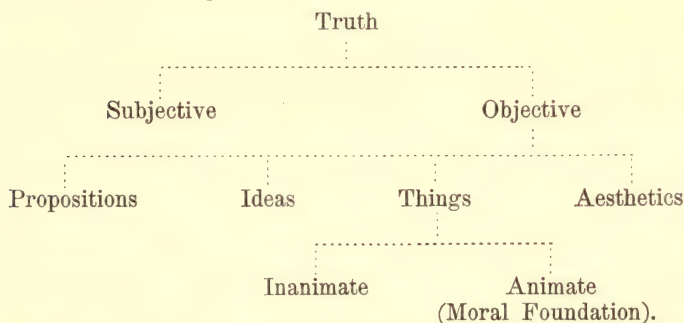 Truth
Subjective Objective
Propositions Ideas Things Aesthetics
Inanimate Animate
(Moral Foundation).